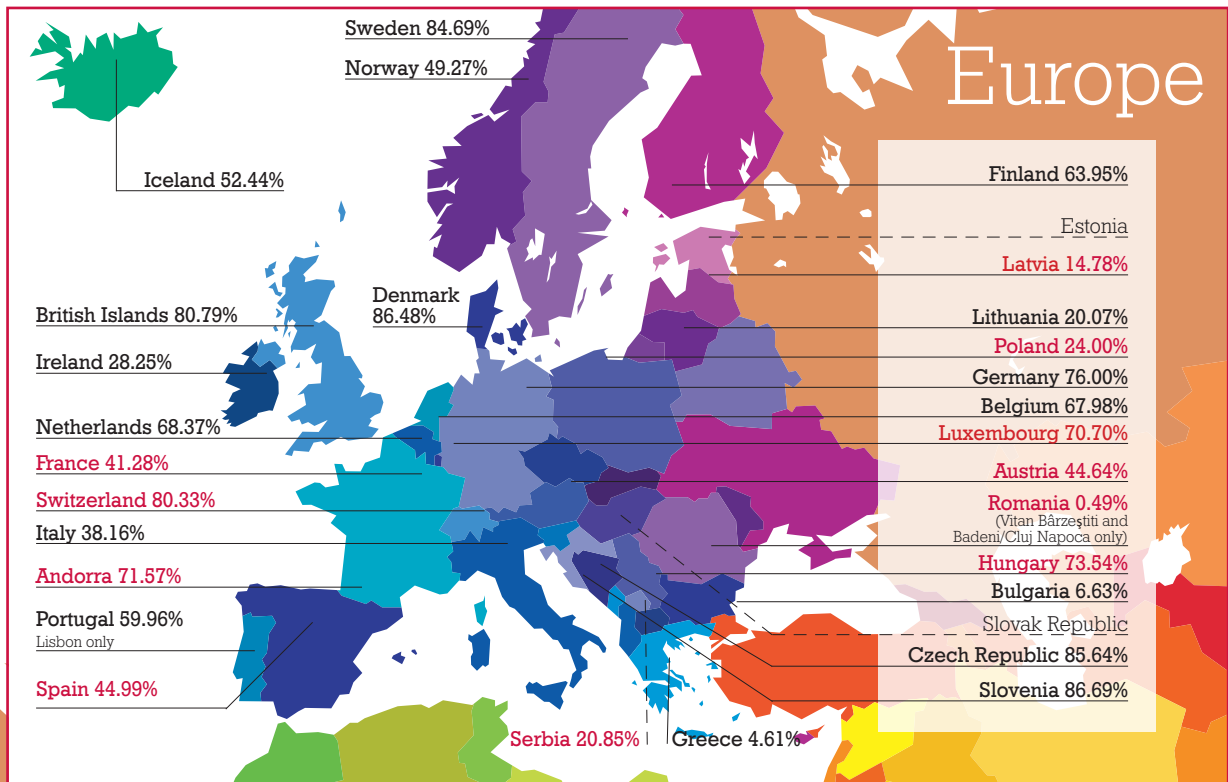 Europe
Sweden 84.69%
Norway 49.27%
Iceland 52.44%
Denmark
86.48%
British Islands 80.79%
Ireland 28.25%
Netherlands 68.37%
France 41.28%
Switzerland 80.33%
Italy 38.16%
Andorra 71.57%
Portugal 59.96%
Lisbon only
Spain 44.99%
Finland 63.95%
Estonia
Latvia 14.78%
Lithuania 20.07%
Poland 24.00%
Germany 76.00%
Belgium 67.98%
Luxembourg 70.70%
Austria 44.64%
Romania 0.49%
(Vitan Bârzeştiti and
Badeni/Cluj Napoca only)
Hungary 73.54%
Bulgaria 6.63%
Slovak Republic
Czech Republic 85.64%
Slovenia 86.69%
Serbia 20.85%
Greece 4.61%